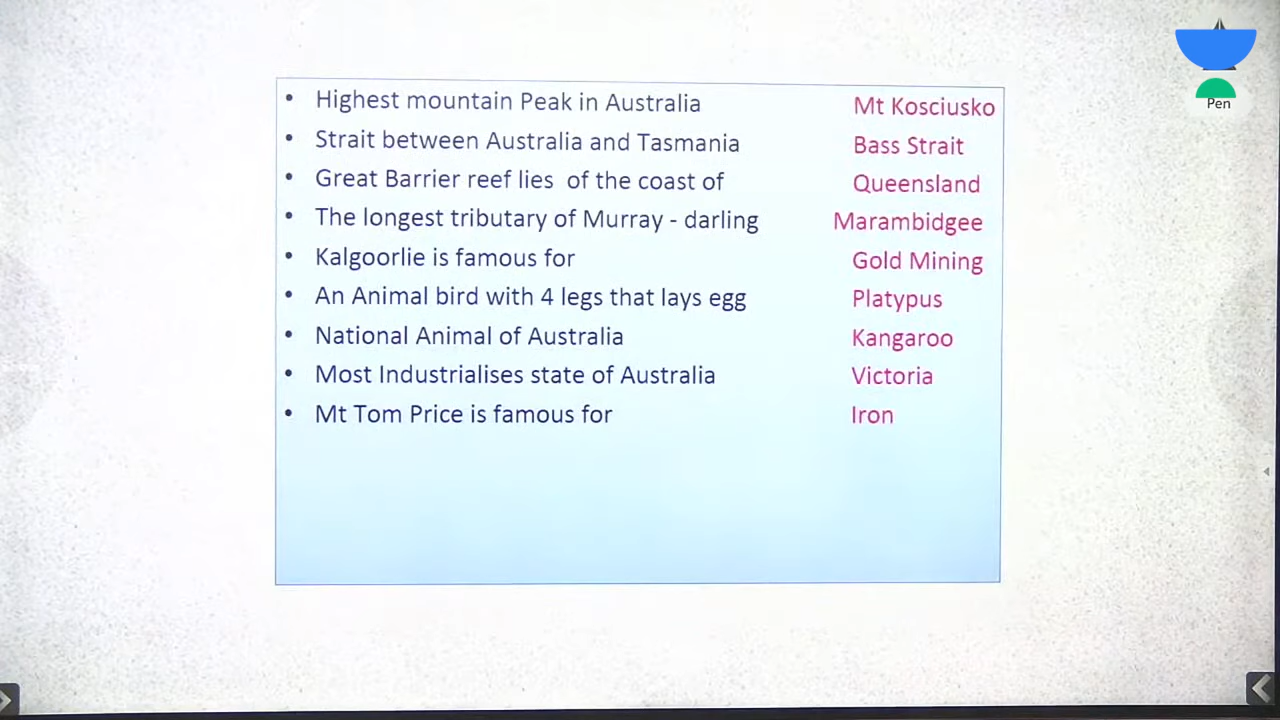 • Highest mountain Peak in Australia Mt Kosciusko
• Strait between Australia and Tasmania Bass Strait
• Great Barrier reef lies of the coast of Queensland
• The longest tributary of Murray - darling Marambidgee
• Kalgoorlie is famous for Gold Mining
• An Animal bird with 4 legs that lays egg Platypus
• National Animal of Australia Kangaroo
• Most Industrialises state of Australia Victoria
• Mt Tom Price is famous for Iron
Pen